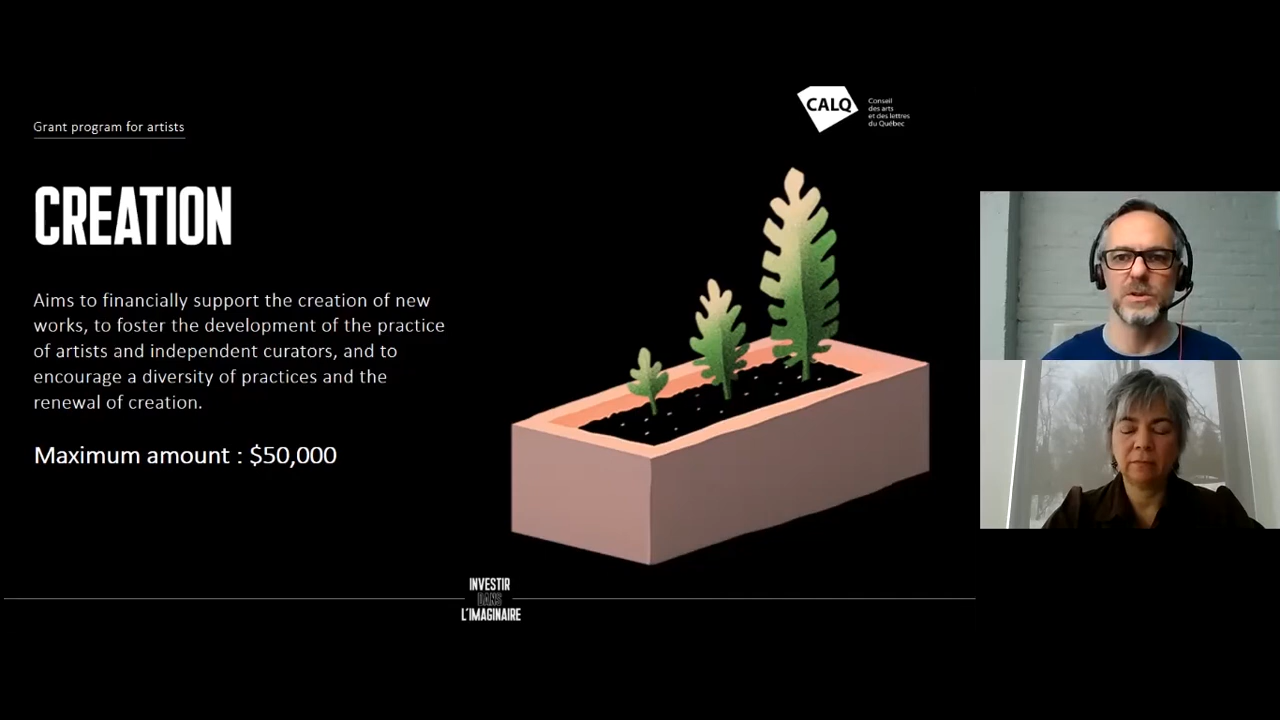 CALQ
Conseil
des arts
et des lettres
du Québec
Grant program for artists
CREATION
Aims to financially support the creation of new
works, to foster the development of the practice
of artists and independent curators, and to
encourage a diversity of practices and the
renewal of creation.
Maximum amount : $50,000
INVESTIR
DANS
L'IMAGINAIRE